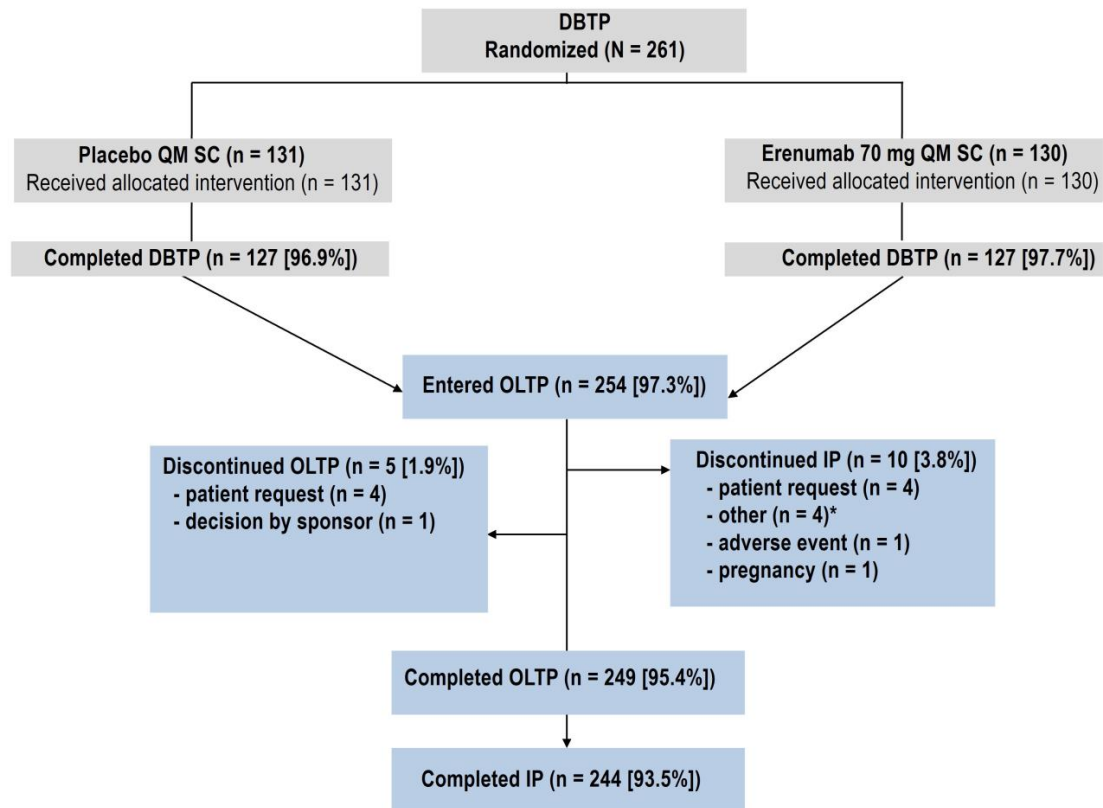 DBTP
Randomized (N = 261)
Placebo QM SC (n = 131)
Received allocated intervention (n = 131)
Erenumab 70 mg QM SC (n = 130)
Received allocated intervention (n = 130)
Completed DBTP (n = 127 [96.9%])
Completed DBTP (n = 127 [97.7%])
Entered OLTP (n = 254 [97.3%])
Discontinued OLTP (n = 5 [1.9%])
- patient request (n = 4)
- decision by sponsor (n = 1)
Discontinued IP (n = 10 [3.8%])
- patient request (n = 4)
- other (n = 4)*
- adverse event (n = 1)
- pregnancy (n = 1)
Completed OLTP (n = 249 [95.4%])
Completed IP (n = 244 [93.5%])